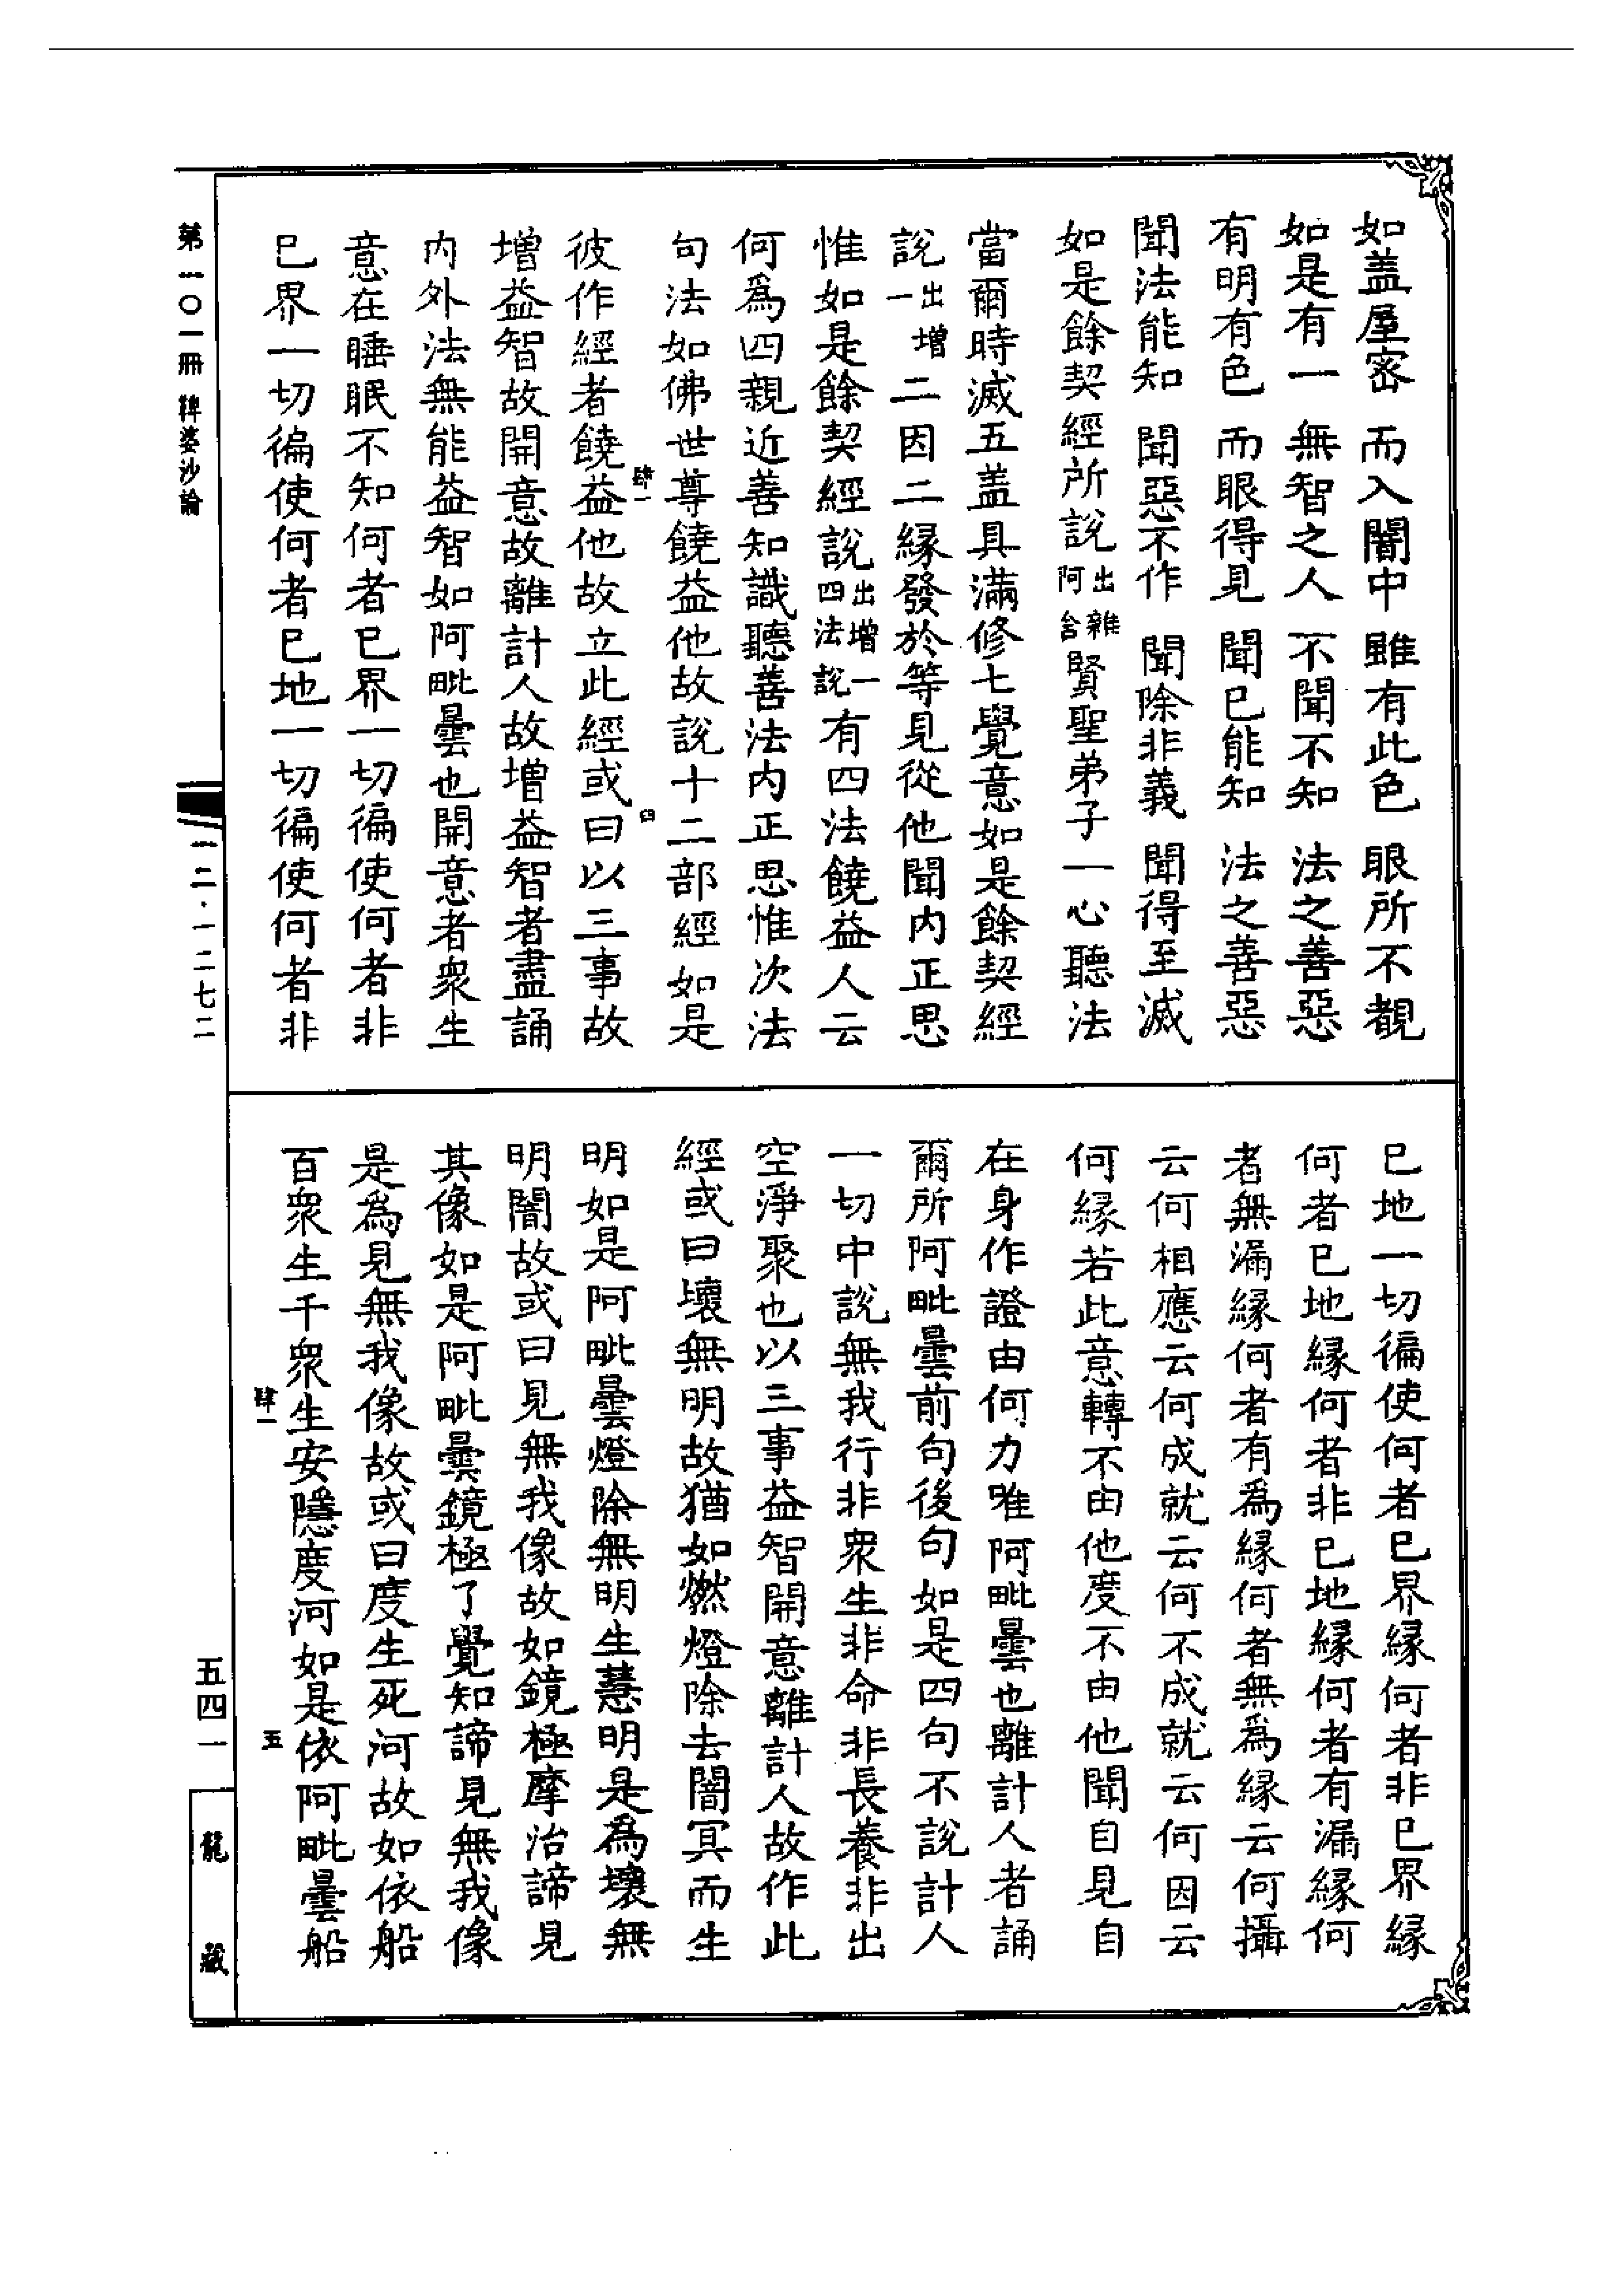 如盖屋密 而入闇中 雖有此色 眼所不覩
如是有一 無智之人 不聞不知 法之善惡
有明有色 而眼得見 聞已能知 法之善惡
聞法能知 聞惡不作 聞除非義 聞得至滅
如是餘契經所說出雜阿含賢聖弟子一心聽法
當爾時滅五盖具滿修七覺意如是餘契經
說出增一二因二緣發於等見從他聞內正思
惟如是餘契經說出增一四法說有四法饒益人云
何為四親近善知識聽善法內正思惟次法
句法如佛世尊饒益他故說十二部經如是
彼作經者饒益他故立此經或曰以三事故
增益智故開意故離計人故增益智者盡誦
內外法無能益智如阿毗曇也開意者衆生
意在睡眠不知何者已界一切徧使何者非
已界一切徧使何者已地一切徧使何者非
已地一切徧使何者已界緣何者非已界緣
何者已地緣何者非已地緣何者有漏緣何
者無漏緣何者有為緣何者無為緣云何攝
云何相應云何成就云何不成就云何因云
何緣若此意轉不由他度不由他聞自見自
在身作證由何力唯阿毗曇也離計人者誦
爾所阿毗曇前句後句如是四句不說計人
一切中說無我行非衆生非命非長養非出
空淨聚也以三事益智開意離計人故作此
經或曰壞無明故猶如燃燈除去闇冥而生
明如是阿毗曇燈除無明生慧明是為壞無
明闇故或曰見無我像故如鏡極摩治諦見
其像如是阿毗曇鏡極了覺知諦見無我像
是為見無我像故或曰度生死河故如依船
百衆生千衆生安隱度河如是依阿毗曇船
肆一
四
肆一
五
第一〇一冊 鞞婆沙論
一二·一二七二
五四一
龍藏